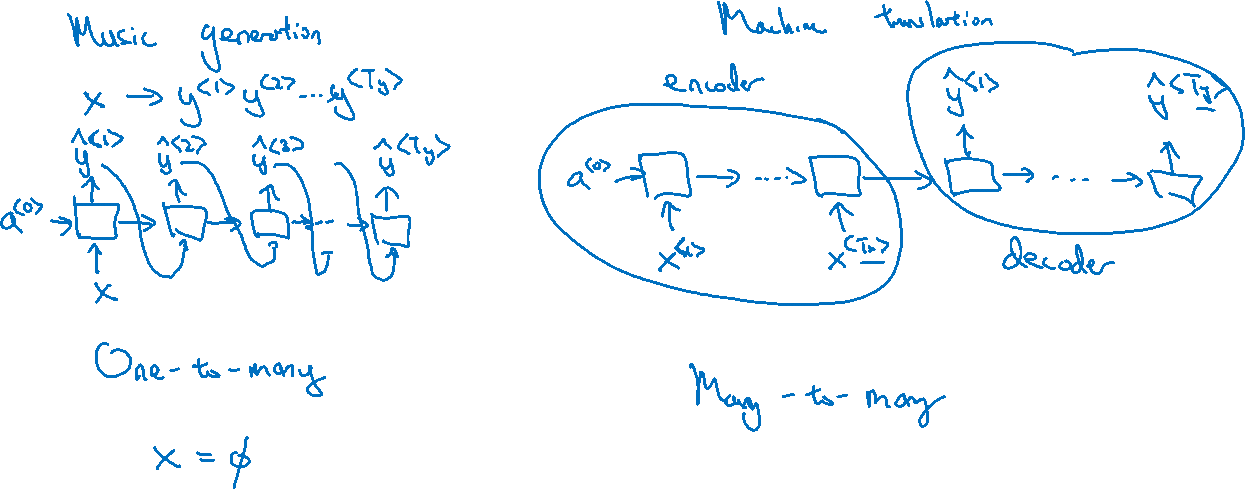 Music generation
x → y<1> y<2> ... y<Ty>
ŷ<1> ŷ<2> ŷ<3> ŷ<Ty>
a<0> → → → ... →
x
One-to-many
x = ϕ
Machine translation
encoder
ŷ<1> ŷ<Ty>
a<0> → → ... → → → ... →
x<1> x<Tx>
decoder
Many-to-many